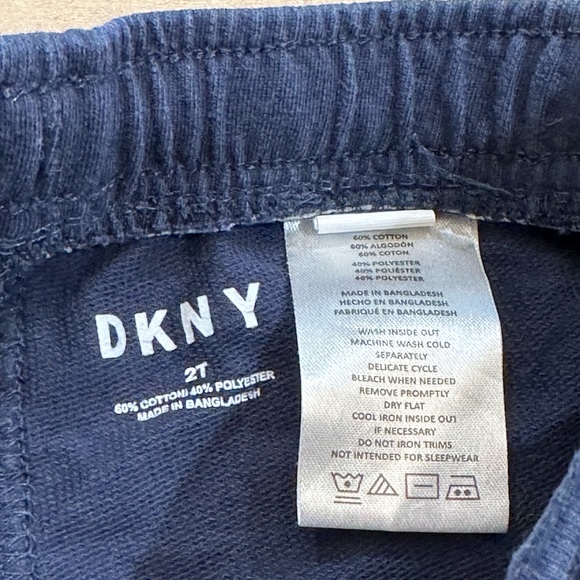 DKNY
2T
60% COTTON/ 40% POLYESTER
MADE IN BANGLADESH
60% COTTON
60% ALGODÓN
60% COTON
40% POLYESTER
40% POLIÉSTER
40% POLYESTER
MADE IN BANGLADESH
HECHO EN BANGLADESH
FABRIQUÉ EN BANGLADESH
WASH INSIDE OUT
MACHINE WASH COLD
SEPARATELY
DELICATE CYCLE
BLEACH WHEN NEEDED
REMOVE PROMPTLY
DRY FLAT
COOL IRON INSIDE OUT
IF NECESSARY
DO NOT IRON TRIMS
NOT INTENDED FOR SLEEPWEAR